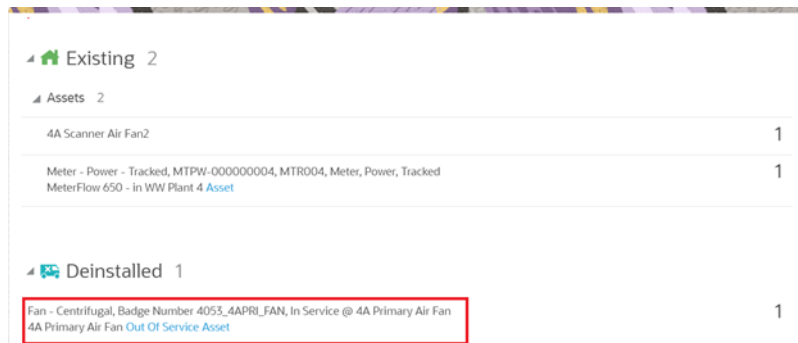 Existing 2
Assets 2
4A Scanner Air Fan2 1
Meter - Power - Tracked, MTPW-000000004, MTR004, Meter, Power, Tracked 1
MeterFlow 650 - in WW Plant 4 Asset
Deinstalled 1
Fan - Centrifugal, Badge Number 4053_4APRI_FAN, In Service @ 4A Primary Air Fan 1
4A Primary Air Fan Out Of Service Asset